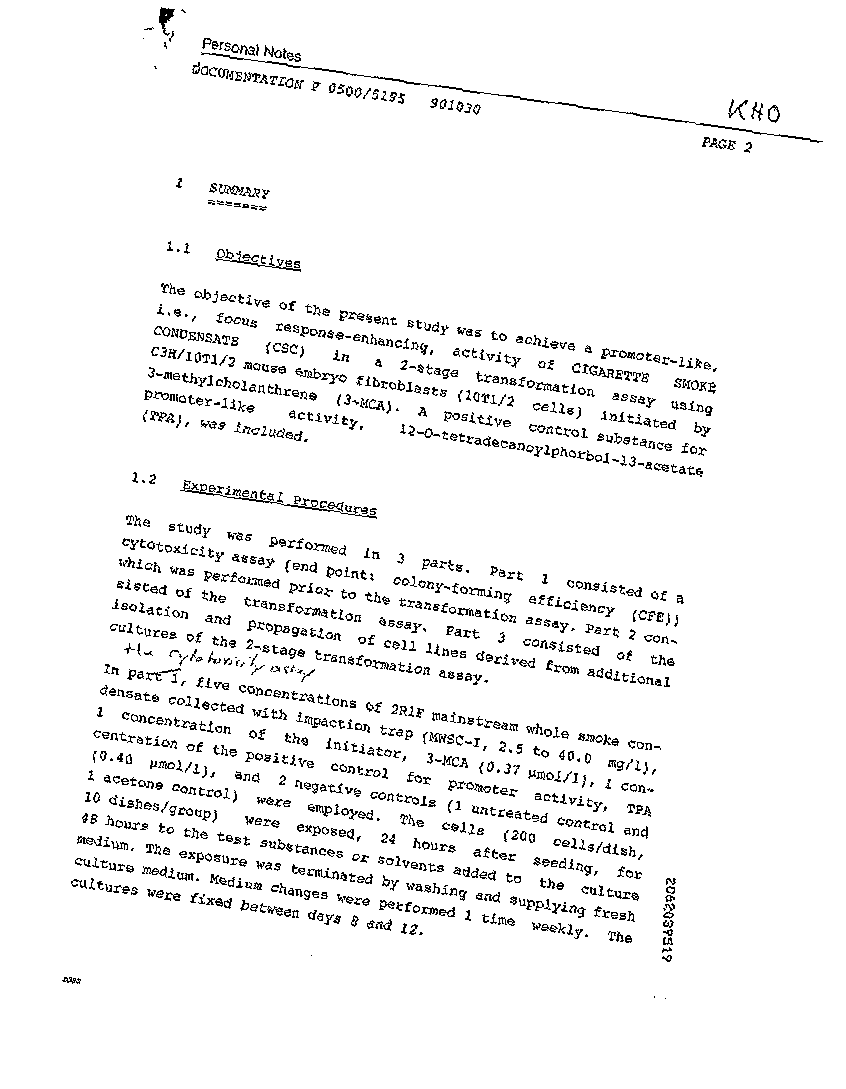 Personal Notes
DOCUMENTATION P 0500/5195 901030
KHO
PAGE 2
1 SUMMARY
=======
1.1 Objectives
The objective of the present study was to achieve a promoter-like,
i.e., focus response-enhancing, activity of CIGARETTE SMOKE
CONDENSATE (CSC) in a 2-stage transformation assay using
C3H/10T1/2 mouse embryo fibroblasts (10T1/2 cells) initiated by
3-methylcholanthrene (3-MCA). A positive control substance for
promoter-like activity, 12-O-tetradecanoylphorbol-13-acetate
(TPA), was included.
1.2 Experimental Procedures
The study was performed in 3 parts. Part 1 consisted of a
cytotoxicity assay (end point: colony-forming efficiency (CFE))
which was performed prior to the transformation assay. Part 2 con-
sisted of the transformation assay. Part 3 consisted of the
isolation and propagation of cell lines derived from additional
cultures of the 2-stage transformation assay.
the cytotoxicity assay
In part 1, five concentrations of 2R1F mainstream whole smoke con-
densate collected with impaction trap (MWSC-I, 2.5 to 40.0 mg/l),
1 concentration of the initiator, 3-MCA (0.37 µmol/l), 1 con-
centration of the positive control for promoter activity, TPA
(0.40 µmol/l), and 2 negative controls (1 untreated control and
1 acetone control) were employed. The cells (200 cells/dish,
10 dishes/group) were exposed, 24 hours after seeding, for
48 hours to the test substances or solvents added to the culture
medium. The exposure was terminated by washing and supplying fresh
culture medium. Medium changes were performed 1 time weekly. The
cultures were fixed between days 8 and 12.